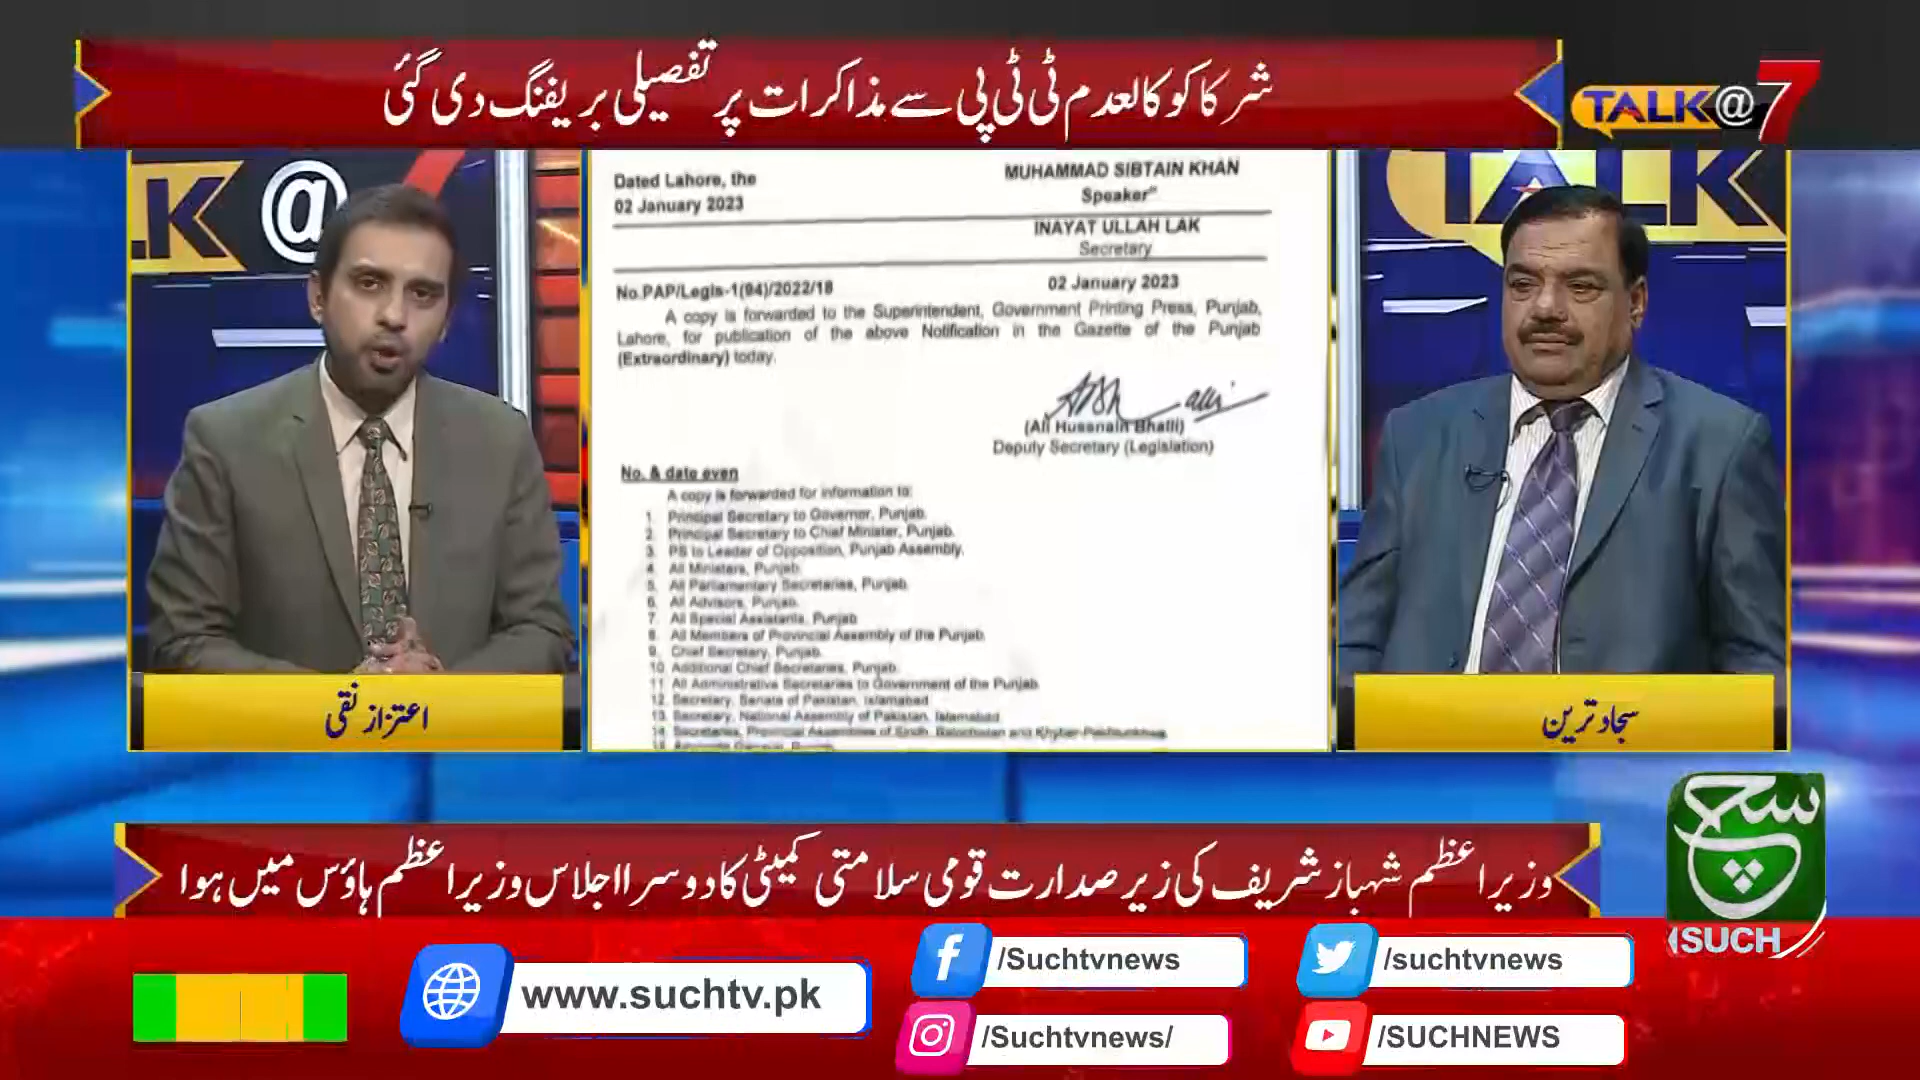 شرکا کو کالعدم ٹی ٹی پی سے مذاکرات پر تفصیلی بریفنگ دی گئی
TALK@7
LK @
TALK
Dated Lahore, the
02 January 2023
MUHAMMAD SIBTAIN KHAN
Speaker"
INAYAT ULLAH LAK
Secretary
No.PAP/Legis-1(94)/2022/18
02 January 2023
A copy is forwarded to the Superintendent, Government Printing Press, Punjab,
Lahore, for publication of the above Notification in the Gazette of the Punjab
(Extraordinary) today.
(Ali Hussnain Bhalli)
Deputy Secretary (Legislation)
No. & date even
A copy is forwarded for information to:
1. Principal Secretary to Governor, Punjab.
2. Principal Secretary to Chief Minister, Punjab.
3. PS to Leader of Opposition, Punjab Assembly.
4. All Ministers, Punjab.
5. All Parliamentary Secretaries, Punjab.
6. All Advisors, Punjab.
7. All Special Assistants, Punjab
8. All Members of Provincial Assembly of the Punjab.
9. Chief Secretary, Punjab.
10. Additional Chief Secretaries, Punjab.
11. All Administrative Secretaries to Government of the Punjab.
12. Secretary, Senate of Pakistan, Islamabad
13. Secretary, National Assembly of Pakistan, Islamabad.
14. Secretaries, Provincial Assemblies of Sindh, Balochistan and Khyber-Pakhtunkhwa.
اعتزاز نقی
سجاد ترین
وزیراعظم شہباز شریف کی زیر صدارت قومی سلامتی کمیٹی کا دوسرا اجلاس وزیراعظم ہاؤس میں ہوا
سچ
SUCH
www.suchtv.pk
/Suchtvnews
/suchtvnews
/Suchtvnews/
/SUCHNEWS